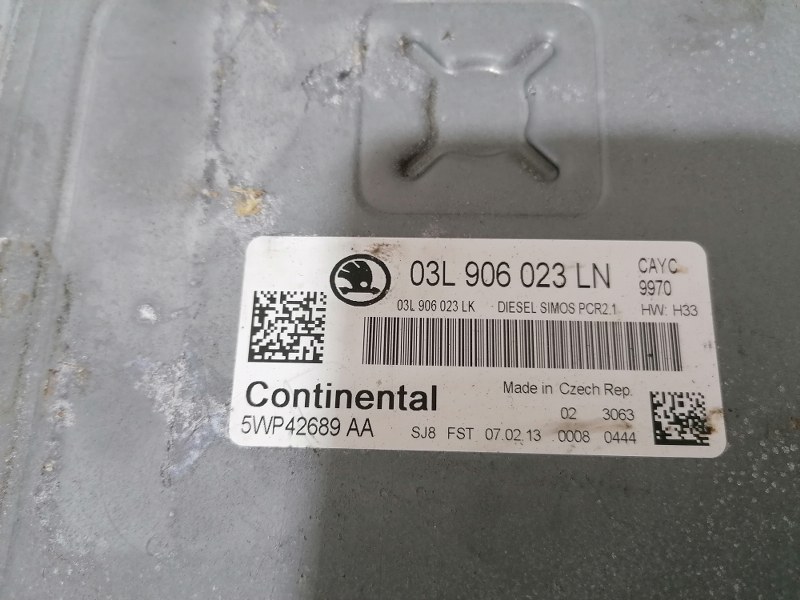 03L 906 023 LN CAYC
9970
03L 906 023 LK DIESEL SIMOS PCR2.1 HW: H33
Continental Made in Czech Rep.
02 3063
5WP42689 AA SJ8 FST 07.02.13 0008 0444